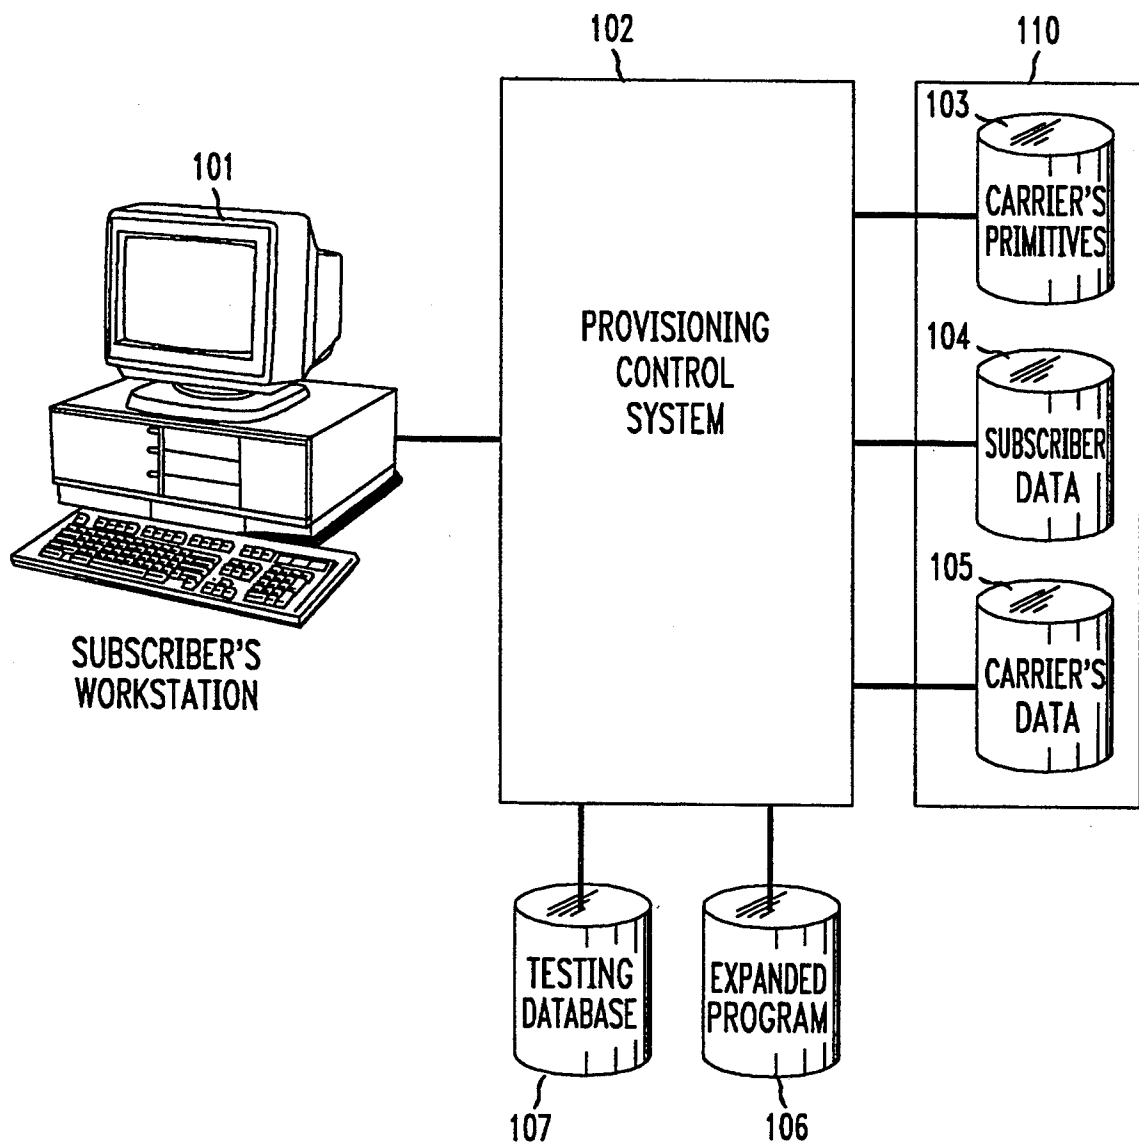 102
110
103
101
CARRIER'S
PRIMITIVES
PROVISIONING
CONTROL
SYSTEM
104
SUBSCRIBER
DATA
105
SUBSCRIBER'S
WORKSTATION
CARRIER'S
DATA
TESTING
DATABASE
EXPANDED
PROGRAM
107
106